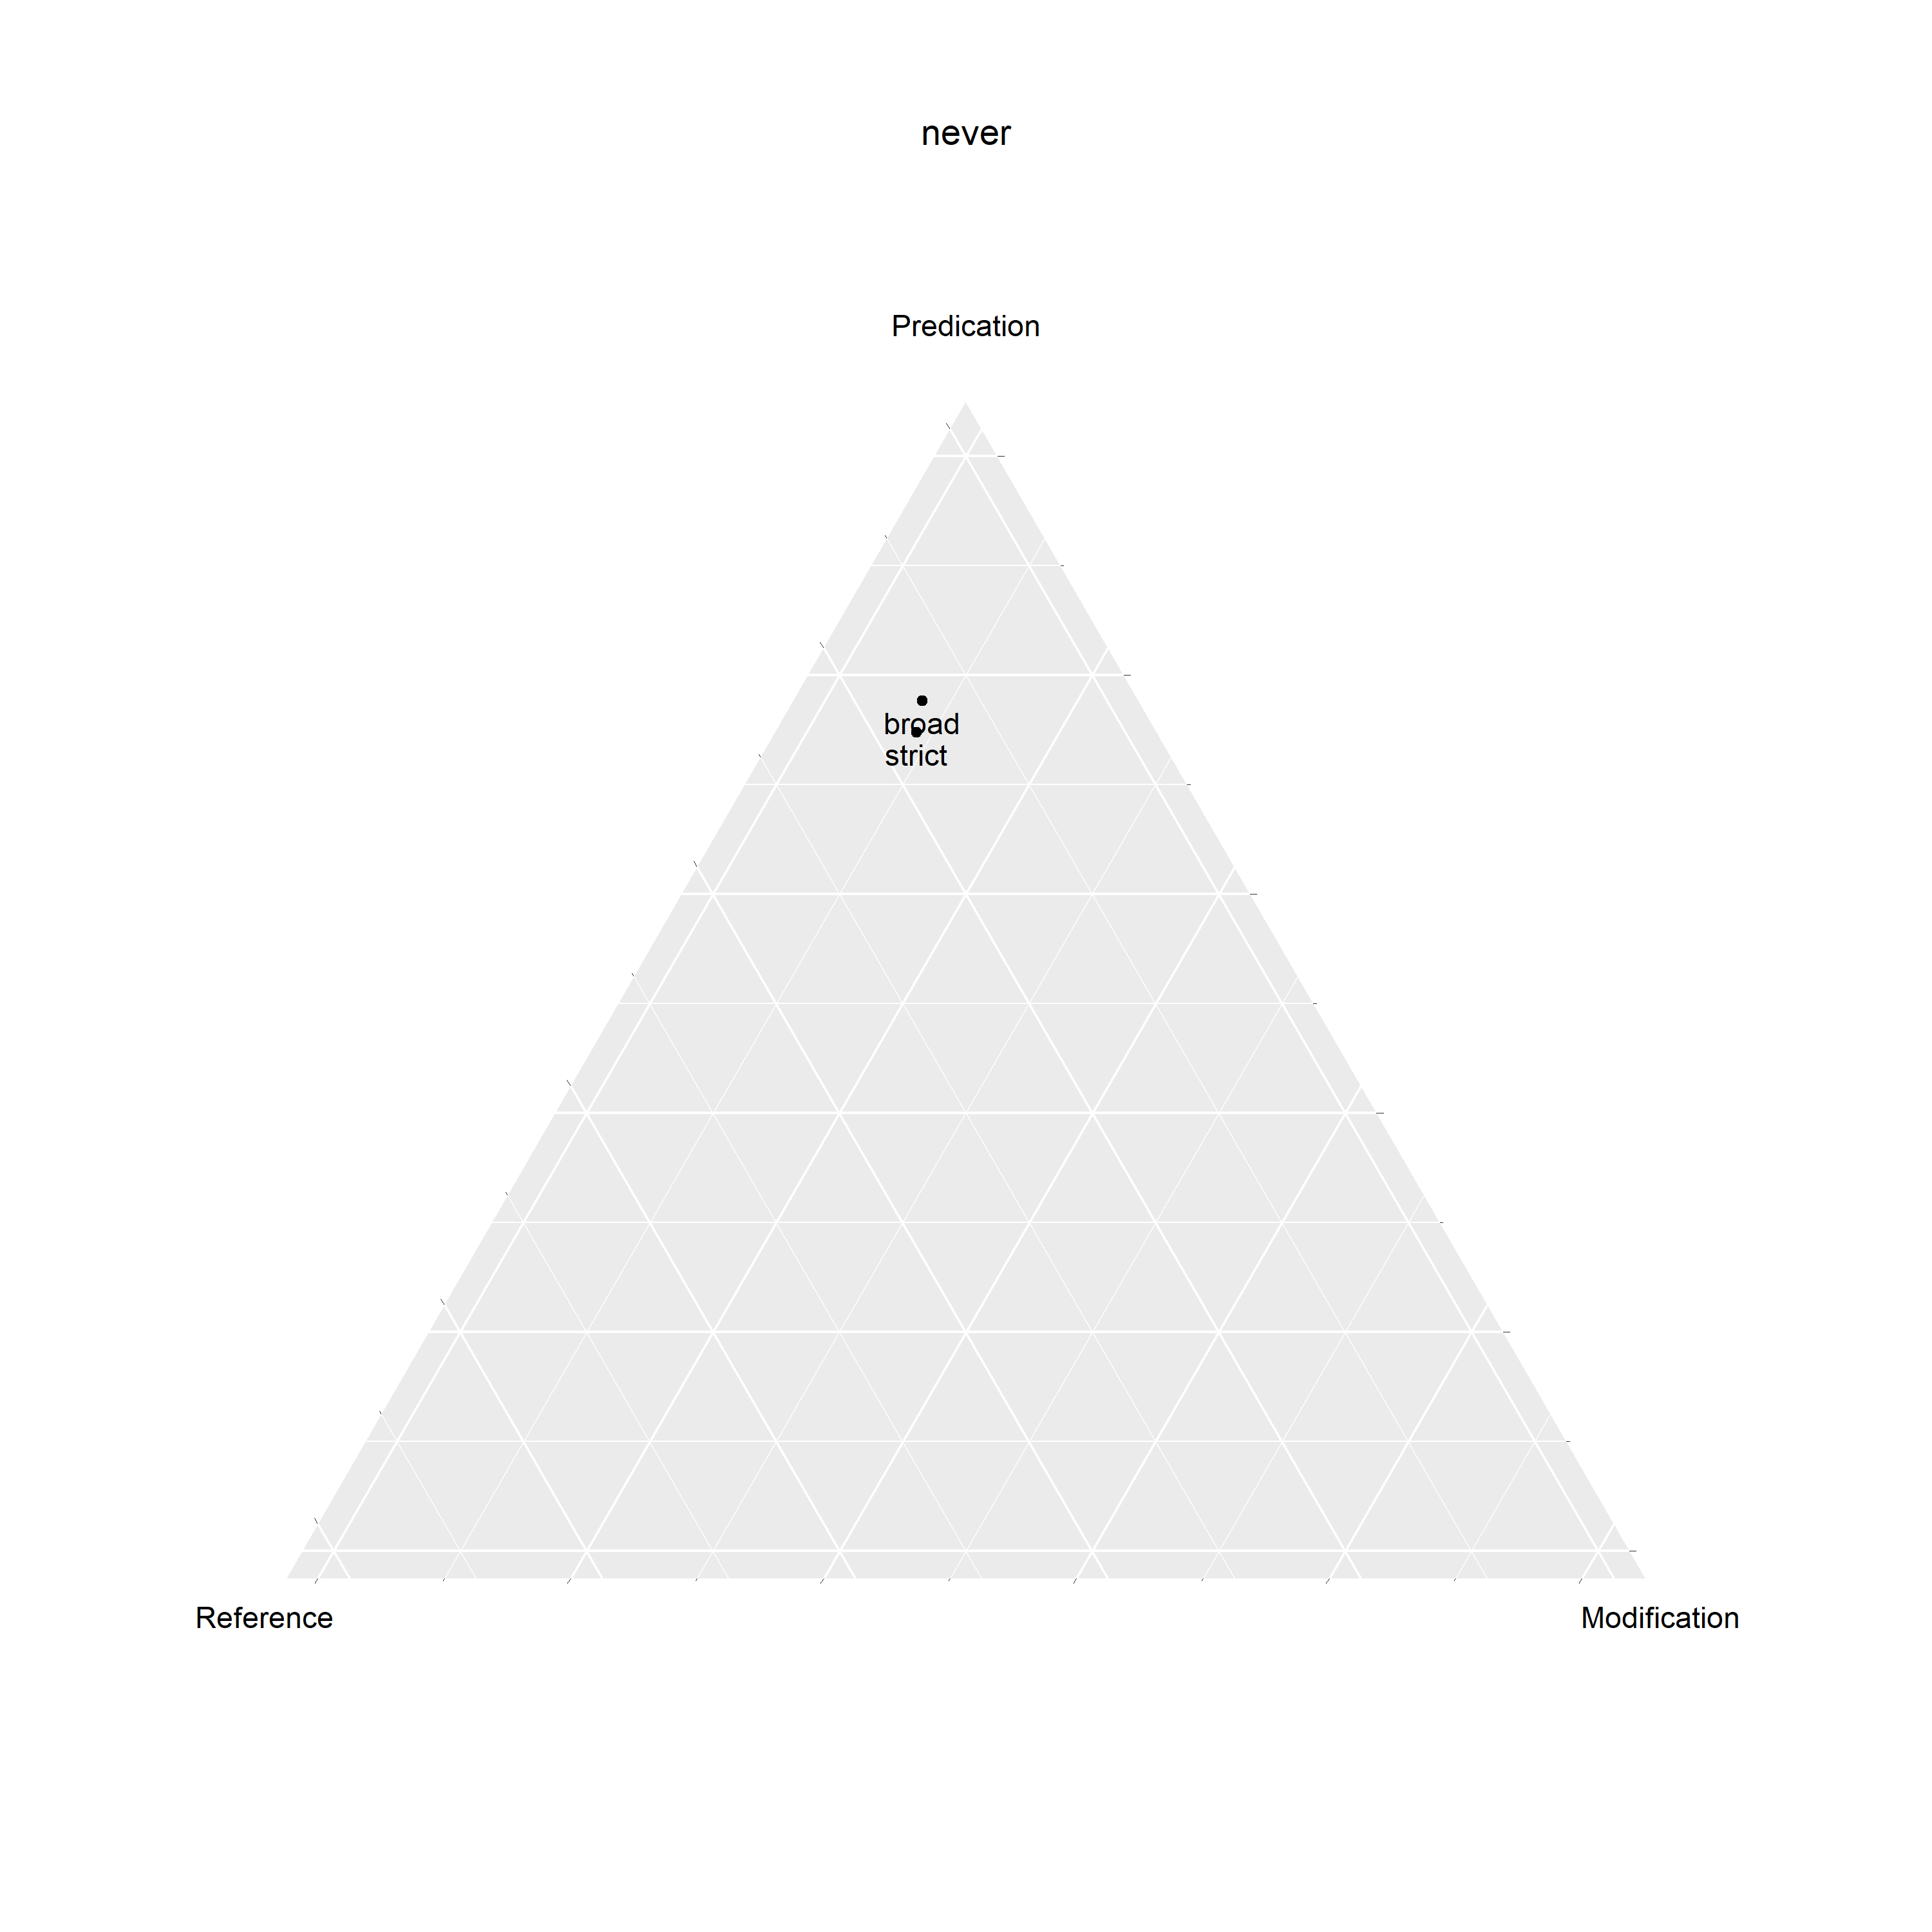 never
Predication
broad
strict
Reference
Modification